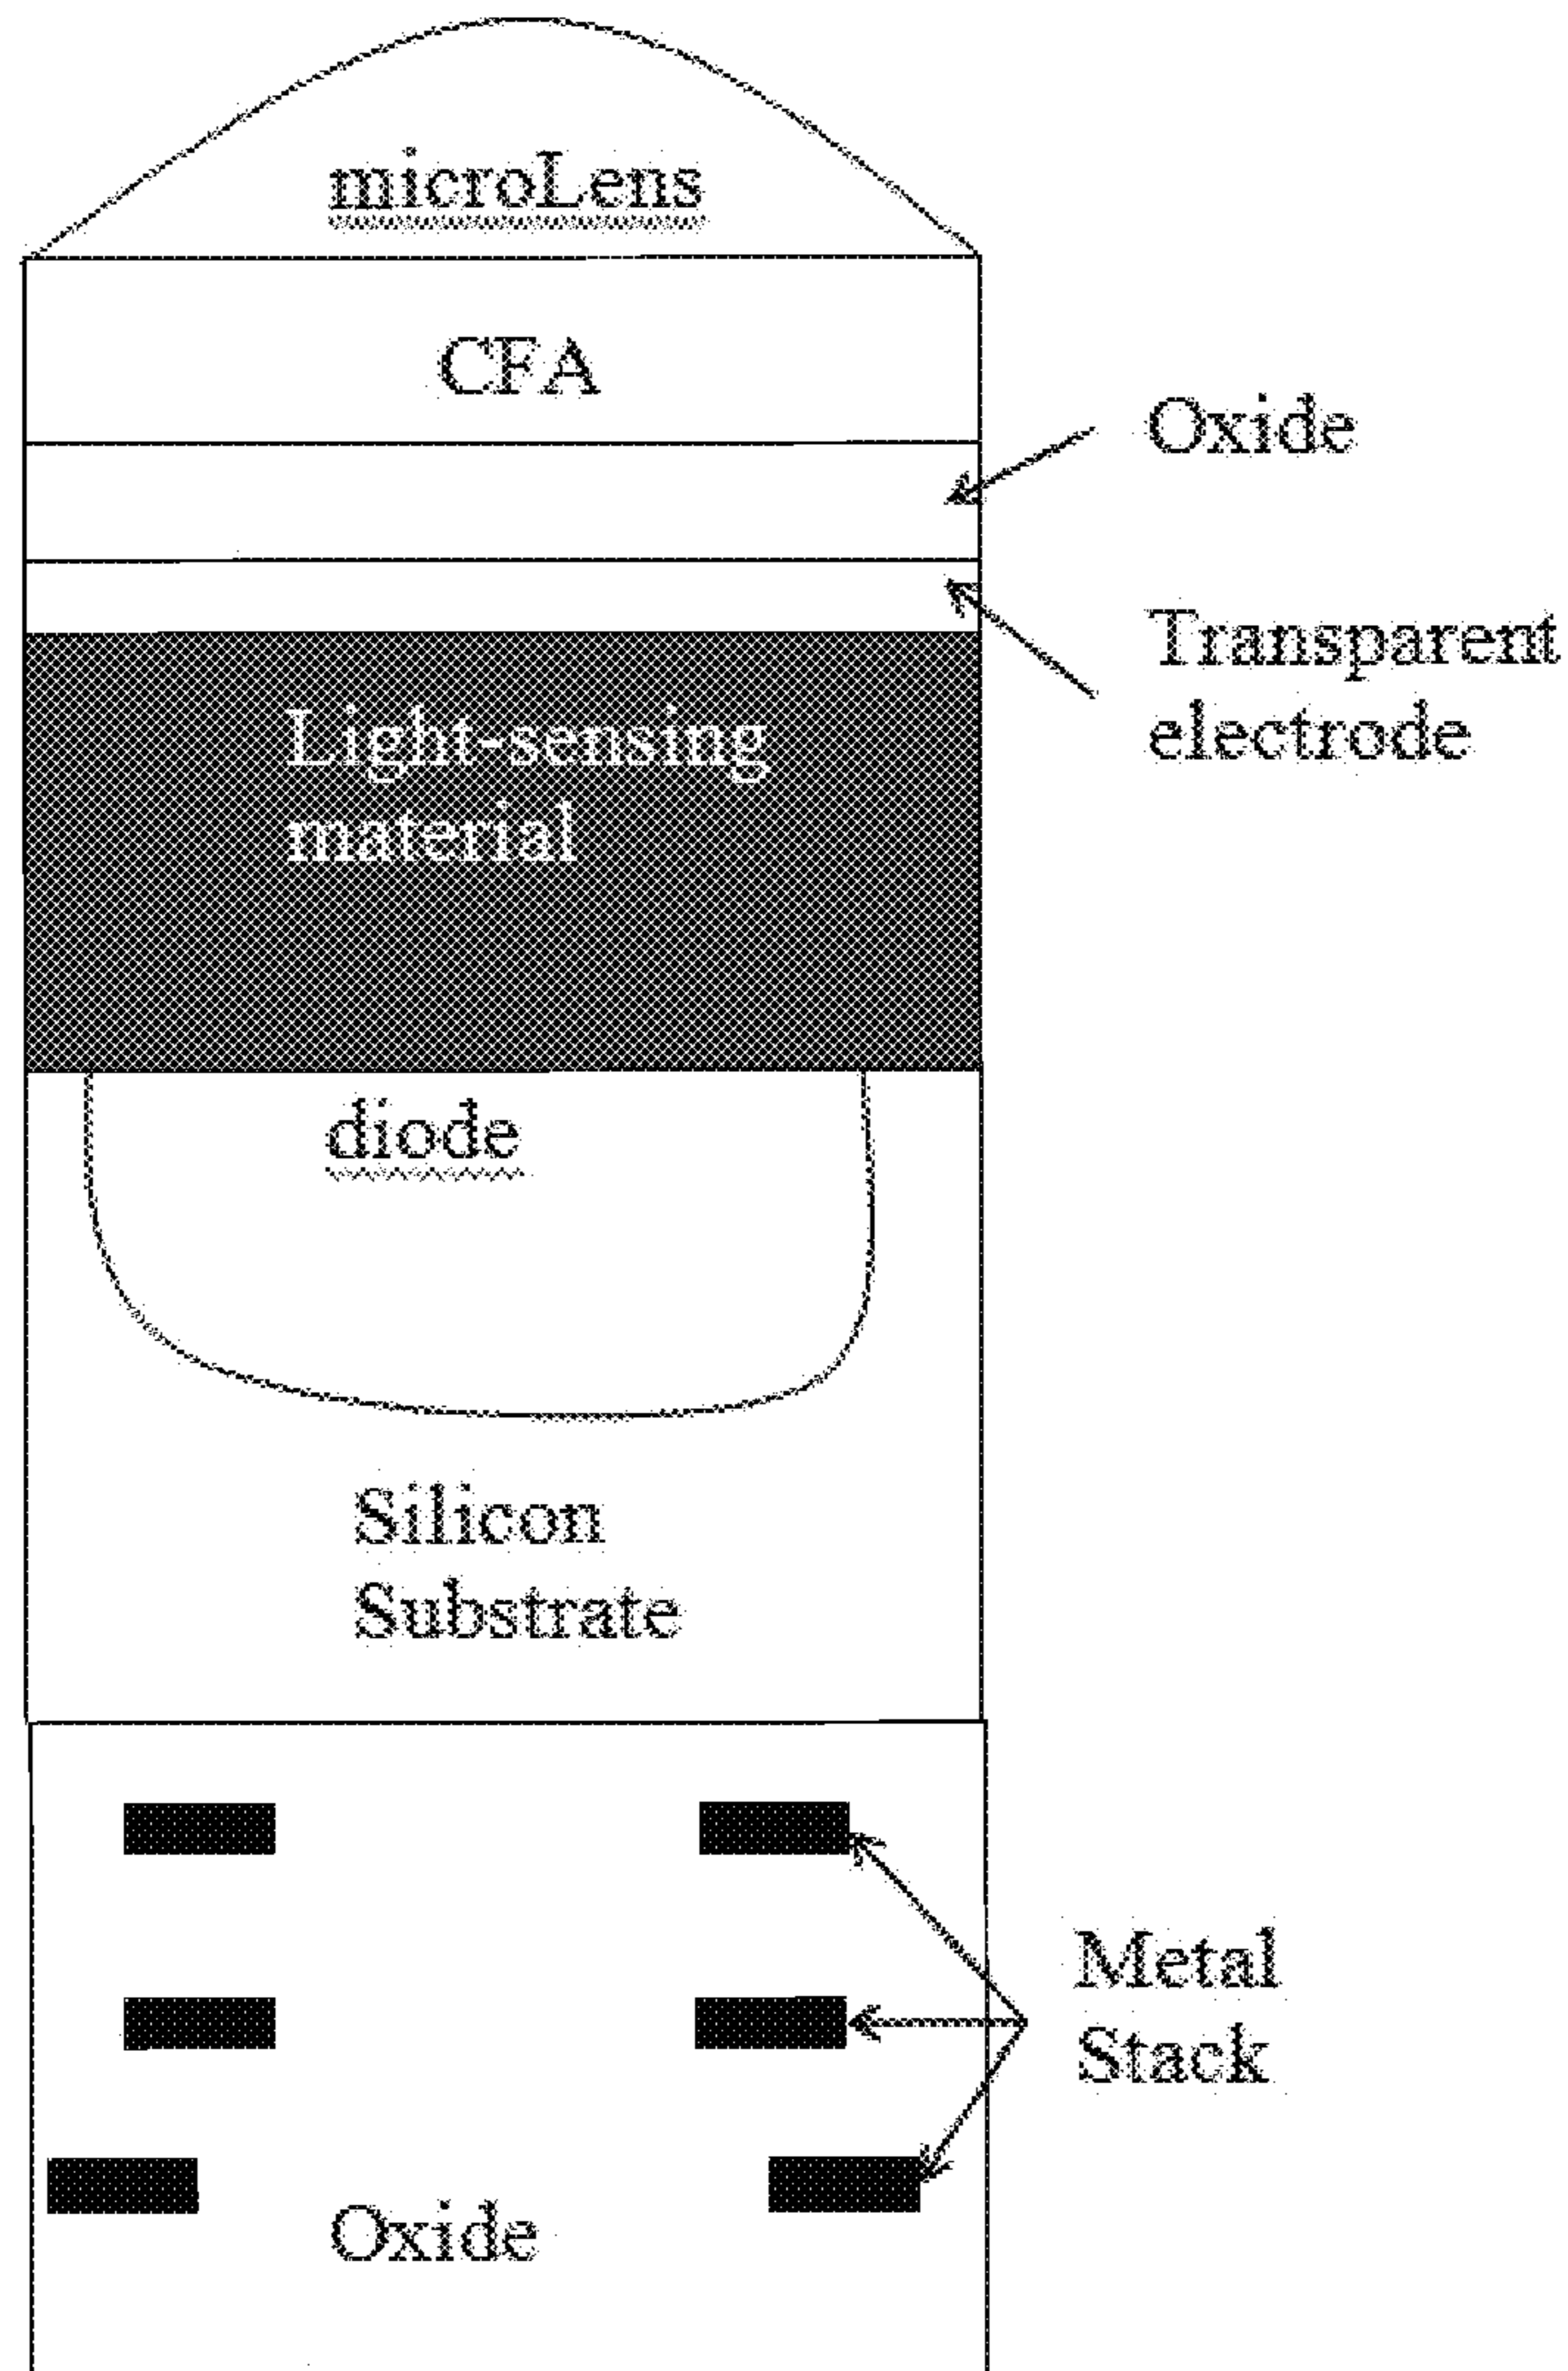 microLens
CFA
Oxide
Transparent
electrode
Light-sensing
material
diode
Silicon
Substrate
Metal
Stack
Oxide